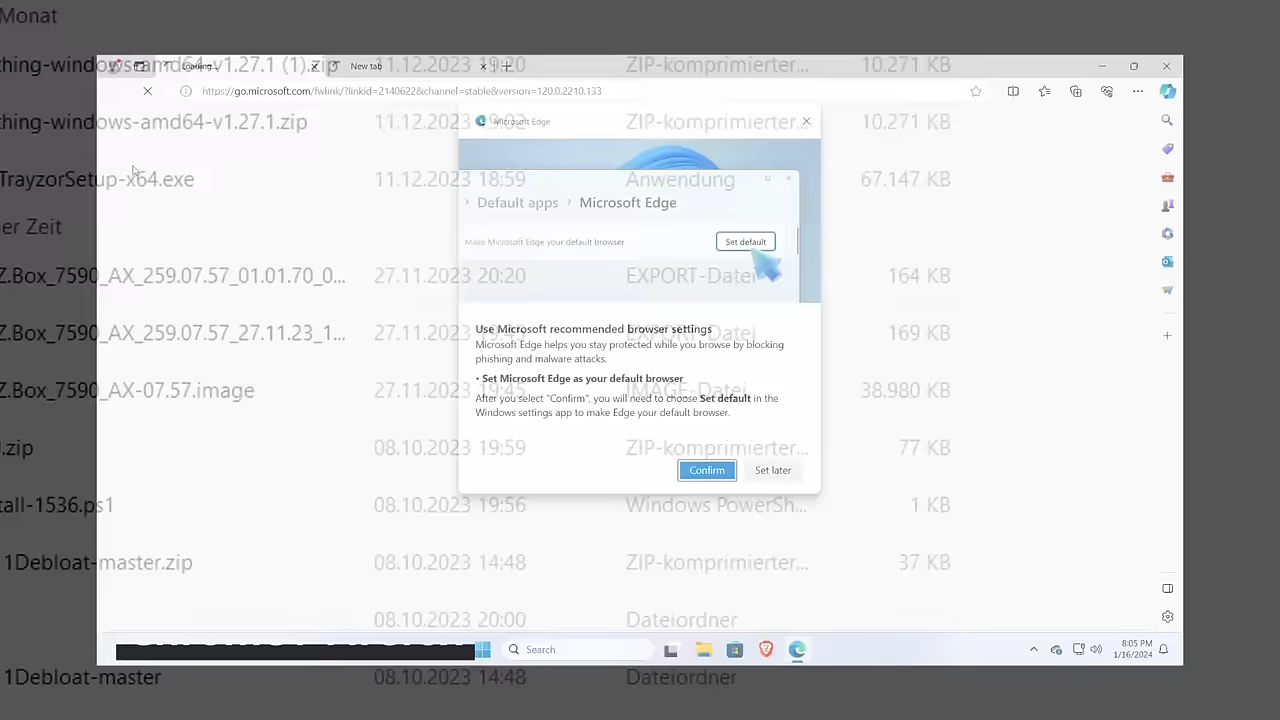 Monat
Loading...
New tab
thing-windows-amd64-v1.27.1 (1).zip 11.12.2023 19:20 ZIP-komprimierter... 10.271 KB
https://go.microsoft.com/fwlink/?linkid=2140622&channel=stable&version=120.0.2210.133
thing-windows-amd64-v1.27.1.zip 11.12.2023 ZIP-komprimierter... 10.271 KB
Microsoft Edge
TrayzorSetup-x64.exe 11.12.2023 18:59 Anwendung 67.147 KB
Default apps > Microsoft Edge
er Zeit
Make Microsoft Edge your default browser
Set default
Z.Box_7590_AX_259.07.57_01.01.70_0... 27.11.2023 20:20 EXPORT-Datei 164 KB
Z.Box_7590_AX_259.07.57_27.11.23_1... 27.11.2023 EXPORT-Datei 169 KB
Use Microsoft recommended browser settings
Microsoft Edge helps you stay protected while you browse by blocking
phishing and malware attacks.
• Set Microsoft Edge as your default browser
Z.Box_7590_AX-07.57.image 27.11.2023 19:45 IMAGE-Datei 38.980 KB
After you select "Confirm", you will need to choose Set default in the
Windows settings app to make Edge your default browser.
.zip 08.10.2023 19:59 ZIP-komprimierter... 77 KB
Confirm
Set later
tall-1536.ps1 08.10.2023 19:56 Windows PowerSh... 1 KB
1Debloat-master.zip 08.10.2023 14:48 ZIP-komprimierter... 37 KB
08.10.2023 20:00 Dateiordner
Search
8:05 PM
1/16/2024
1Debloat-master 08.10.2023 14:48 Dateiordner